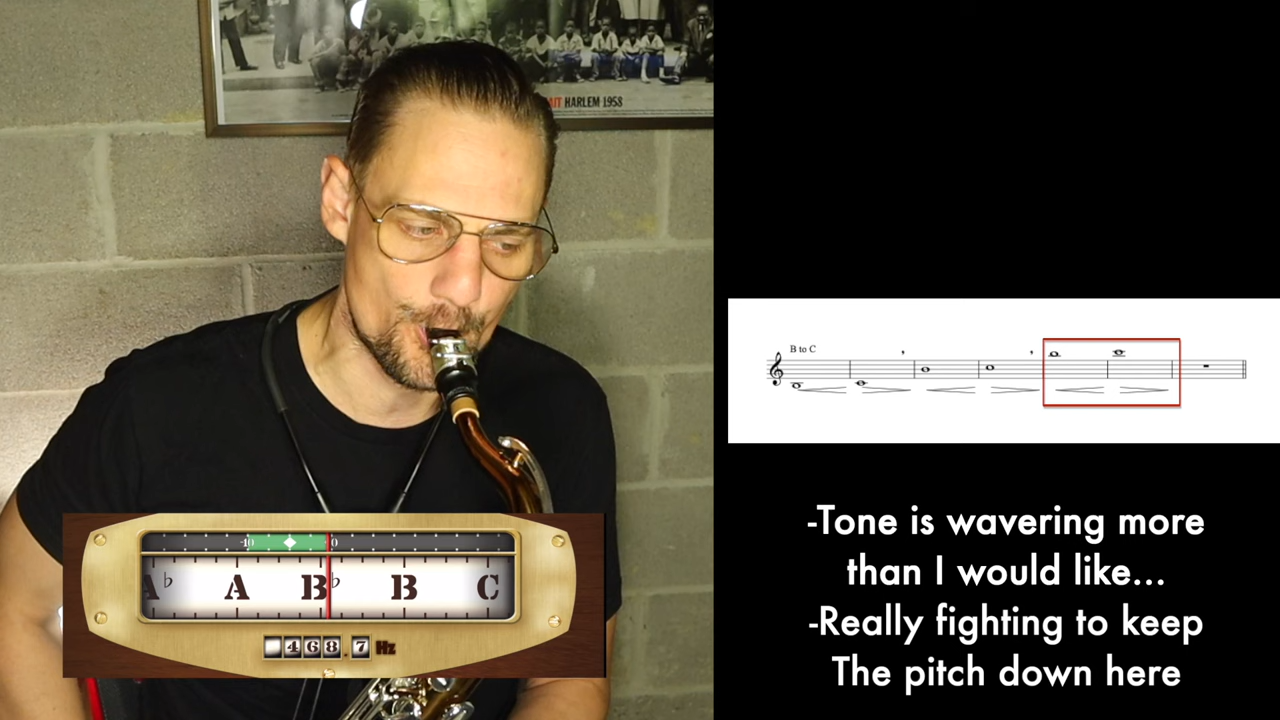 AIT HARLEM 1958
B to C
-10 0
A♭ A B♭ B C
468.7 Hz
-Tone is wavering more
than I would like...
-Really fighting to keep
The pitch down here